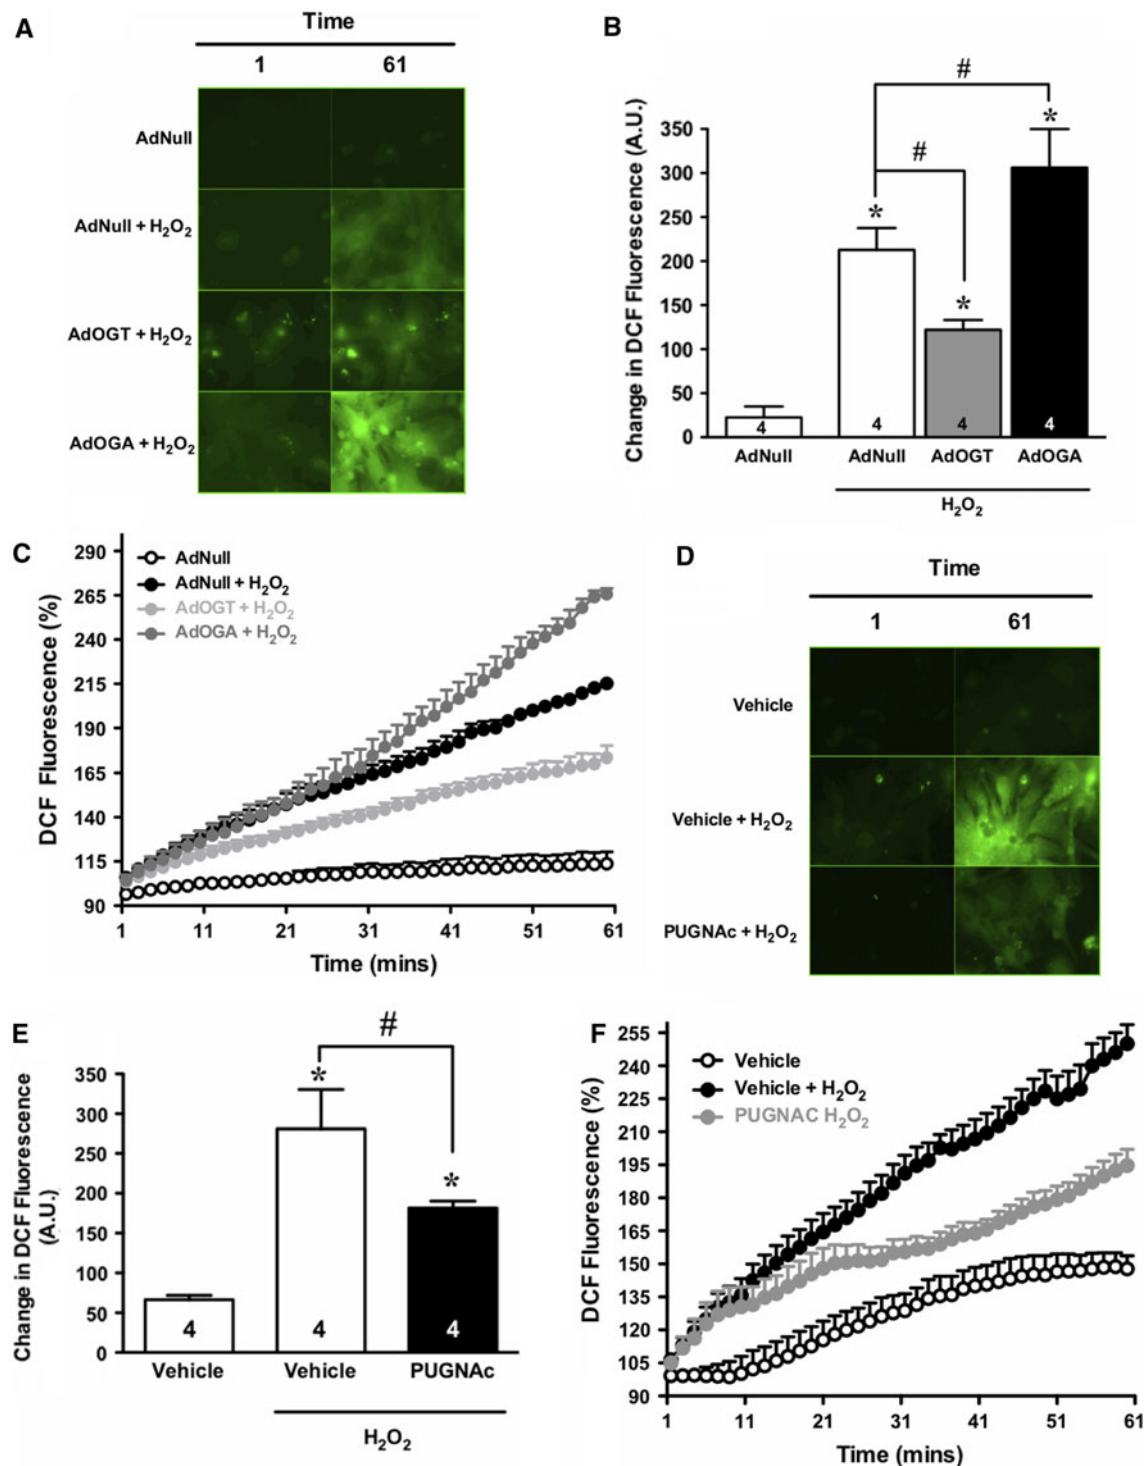 A
Time
1 61
AdNull
AdNull + H₂O₂
AdOGT + H₂O₂
AdOGA + H₂O₂
B
Change in DCF Fluorescence (A.U.)
350
300
250
200
150
100
50
0
#
#
*
*
*
4 4 4 4
AdNull AdNull AdOGT AdOGA
H₂O₂
C
DCF Fluorescence (%)
290
265
240
215
190
165
140
115
90
AdNull
AdNull + H₂O₂
AdOGT + H₂O₂
AdOGA + H₂O₂
1 11 21 31 41 51 61
Time (mins)
D
Time
1 61
Vehicle
Vehicle + H₂O₂
PUGNAc + H₂O₂
E
Change in DCF Fluorescence
(A.U.)
350
300
250
200
150
100
50
0
#
*
*
4 4 4
Vehicle Vehicle PUGNAc
H₂O₂
F
DCF Fluorescence (%)
255
240
225
210
195
180
165
150
135
120
105
90
Vehicle
Vehicle + H₂O₂
PUGNAC H₂O₂
1 11 21 31 41 51 61
Time (mins)